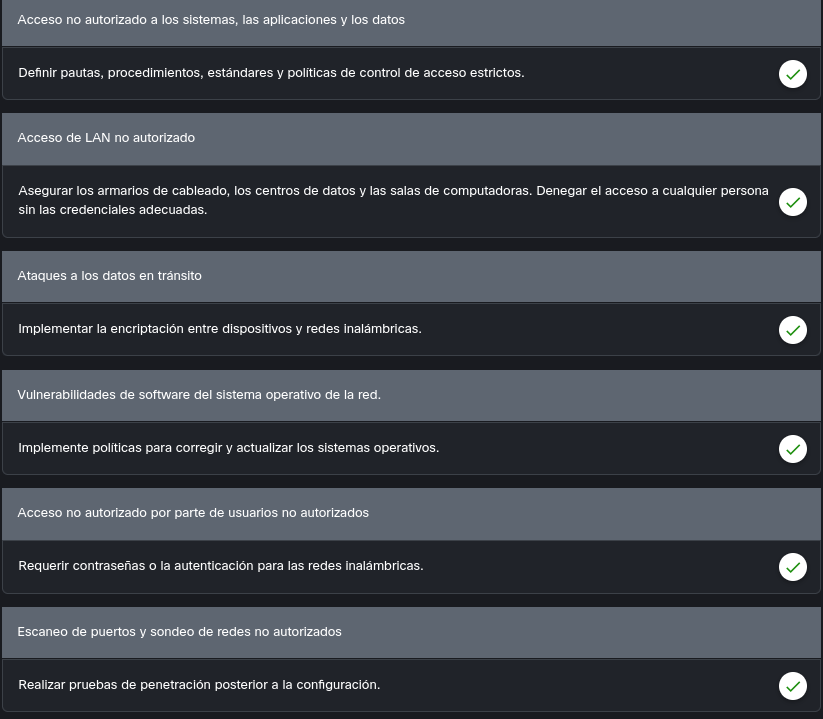 Acceso no autorizado a los sistemas, las aplicaciones y los datos
Definir pautas, procedimientos, estándares y políticas de control de acceso estrictos.
Acceso de LAN no autorizado
Asegurar los armarios de cableado, los centros de datos y las salas de computadoras. Denegar el acceso a cualquier persona
sin las credenciales adecuadas.
Ataques a los datos en tránsito
Implementar la encriptación entre dispositivos y redes inalámbricas.
Vulnerabilidades de software del sistema operativo de la red.
Implemente políticas para corregir y actualizar los sistemas operativos.
Acceso no autorizado por parte de usuarios no autorizados
Requerir contraseñas o la autenticación para las redes inalámbricas.
Escaneo de puertos y sondeo de redes no autorizados
Realizar pruebas de penetración posterior a la configuración.